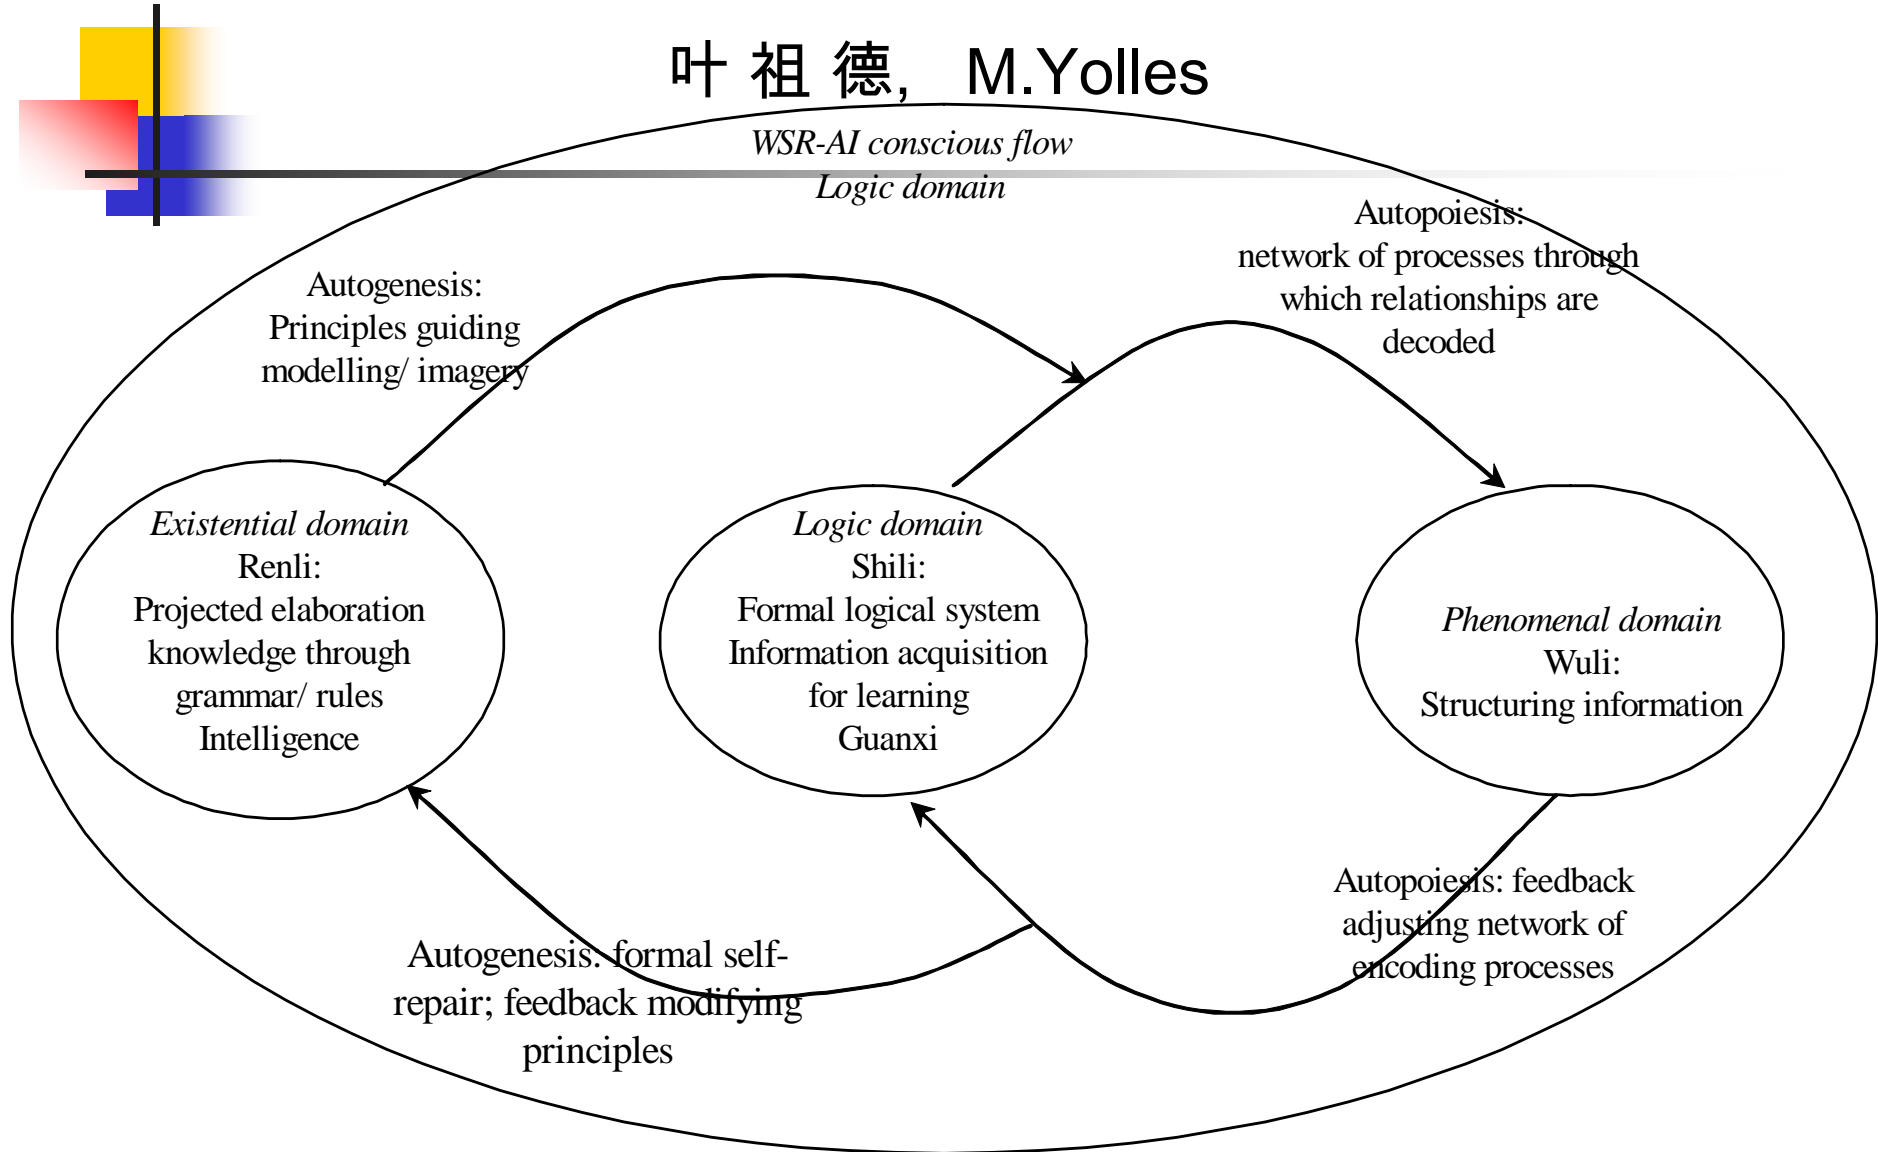 叶 祖 德, M.Yolles
WSR-AI conscious flow
Logic domain
Autopoiesis:
network of processes through
which relationships are
decoded
Autogenesis:
Principles guiding
modelling/ imagery
Existential domain
Renli:
Projected elaboration
knowledge through
grammar/ rules
Intelligence
Logic domain
Shili:
Formal logical system
Information acquisition
for learning
Guanxi
Phenomenal domain
Wuli:
Structuring information
Autopoiesis: feedback
adjusting network of
encoding processes
Autogenesis: formal self-
repair; feedback modifying
principles